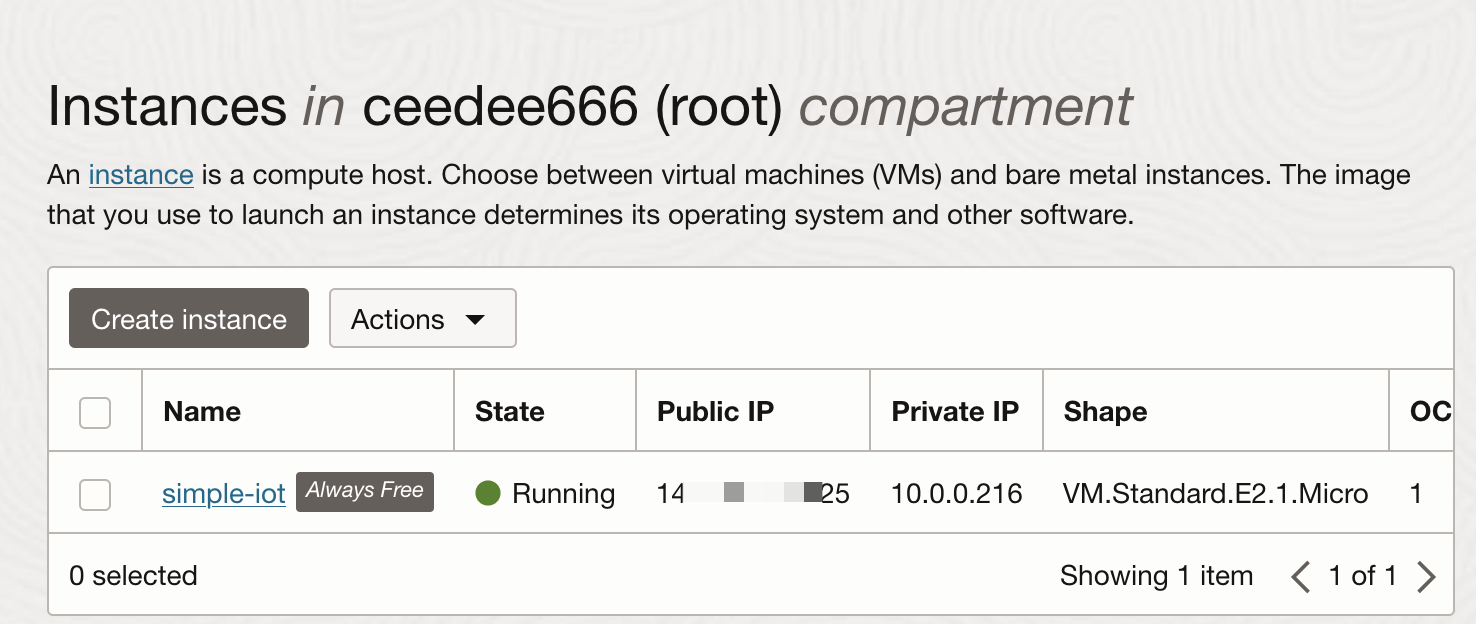 Instances in ceedee666 (root) compartment
An instance is a compute host. Choose between virtual machines (VMs) and bare metal instances. The image
that you use to launch an instance determines its operating system and other software.
Create instance Actions
Name State Public IP Private IP Shape OC
simple-iot Always Free Running 14 25 10.0.0.216 VM.Standard.E2.1.Micro 1
0 selected Showing 1 item 1 of 1